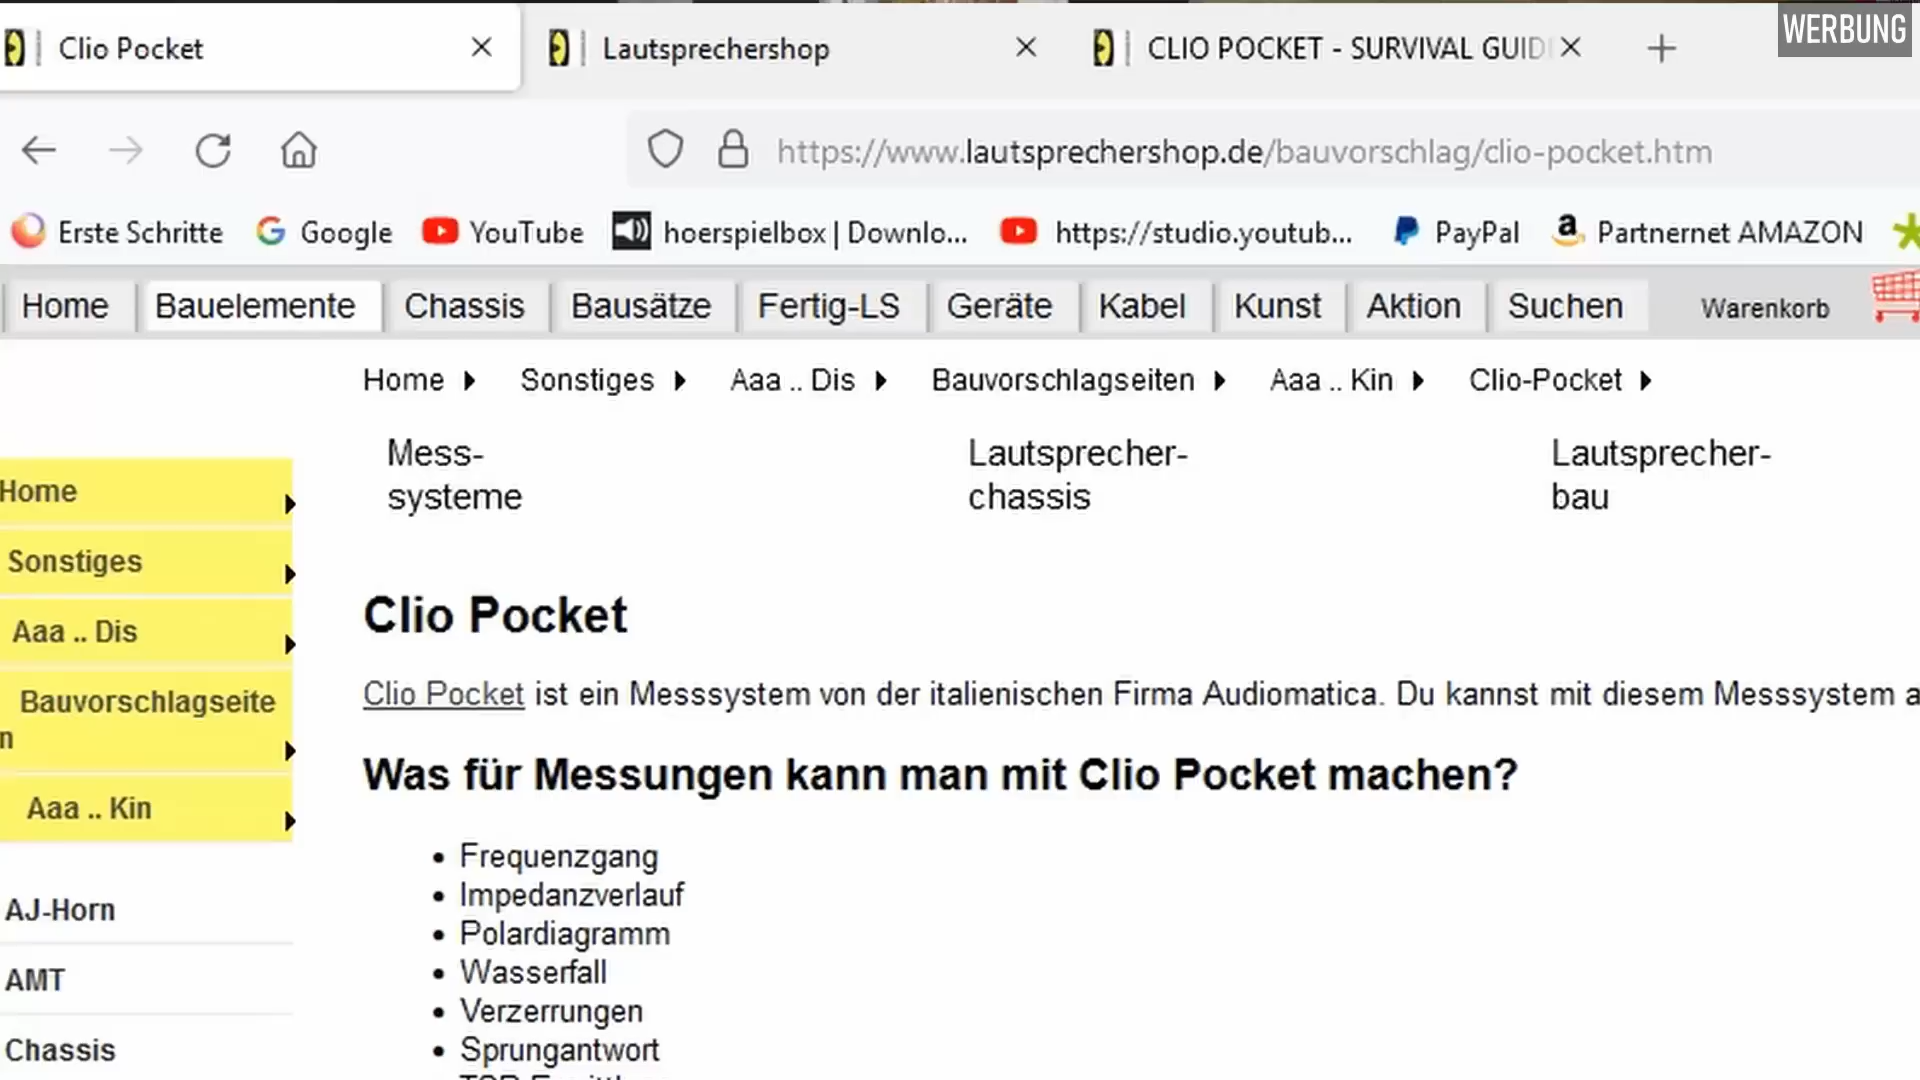 Clio Pocket
Lautsprechershop
CLIO POCKET - SURVIVAL GUID
WERBUNG
https://www.lautsprechershop.de/bauvorschlag/clio-pocket.htm
Erste Schritte
Google
YouTube
hoerspielbox | Downlo...
https://studio.youtub...
PayPal
Partnernet AMAZON
Home
Bauelemente
Chassis
Bausätze
Fertig-LS
Geräte
Kabel
Kunst
Aktion
Suchen
Warenkorb
Home
Sonstiges
Aaa .. Dis
Bauvorschlagseiten
Aaa .. Kin
Clio-Pocket
Mess-
systeme
Lautsprecher-
chassis
Lautsprecher-
bau
Home
Sonstiges
Aaa .. Dis
Bauvorschlagseite
n
Aaa .. Kin
AJ-Horn
AMT
Chassis
Clio Pocket
Clio Pocket ist ein Messsystem von der italienischen Firma Audiomatica. Du kannst mit diesem Messsystem a
Was für Messungen kann man mit Clio Pocket machen?
• Frequenzgang
• Impedanzverlauf
• Polardiagramm
• Wasserfall
• Verzerrungen
• Sprungantwort